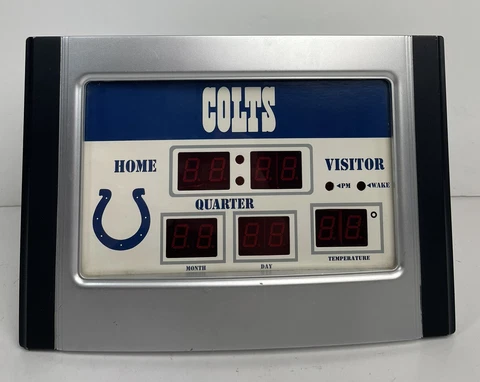 COLTS
HOME
VISITOR
◄PM
◄WAKE
QUARTER
MONTH
DAY
TEMPERATURE